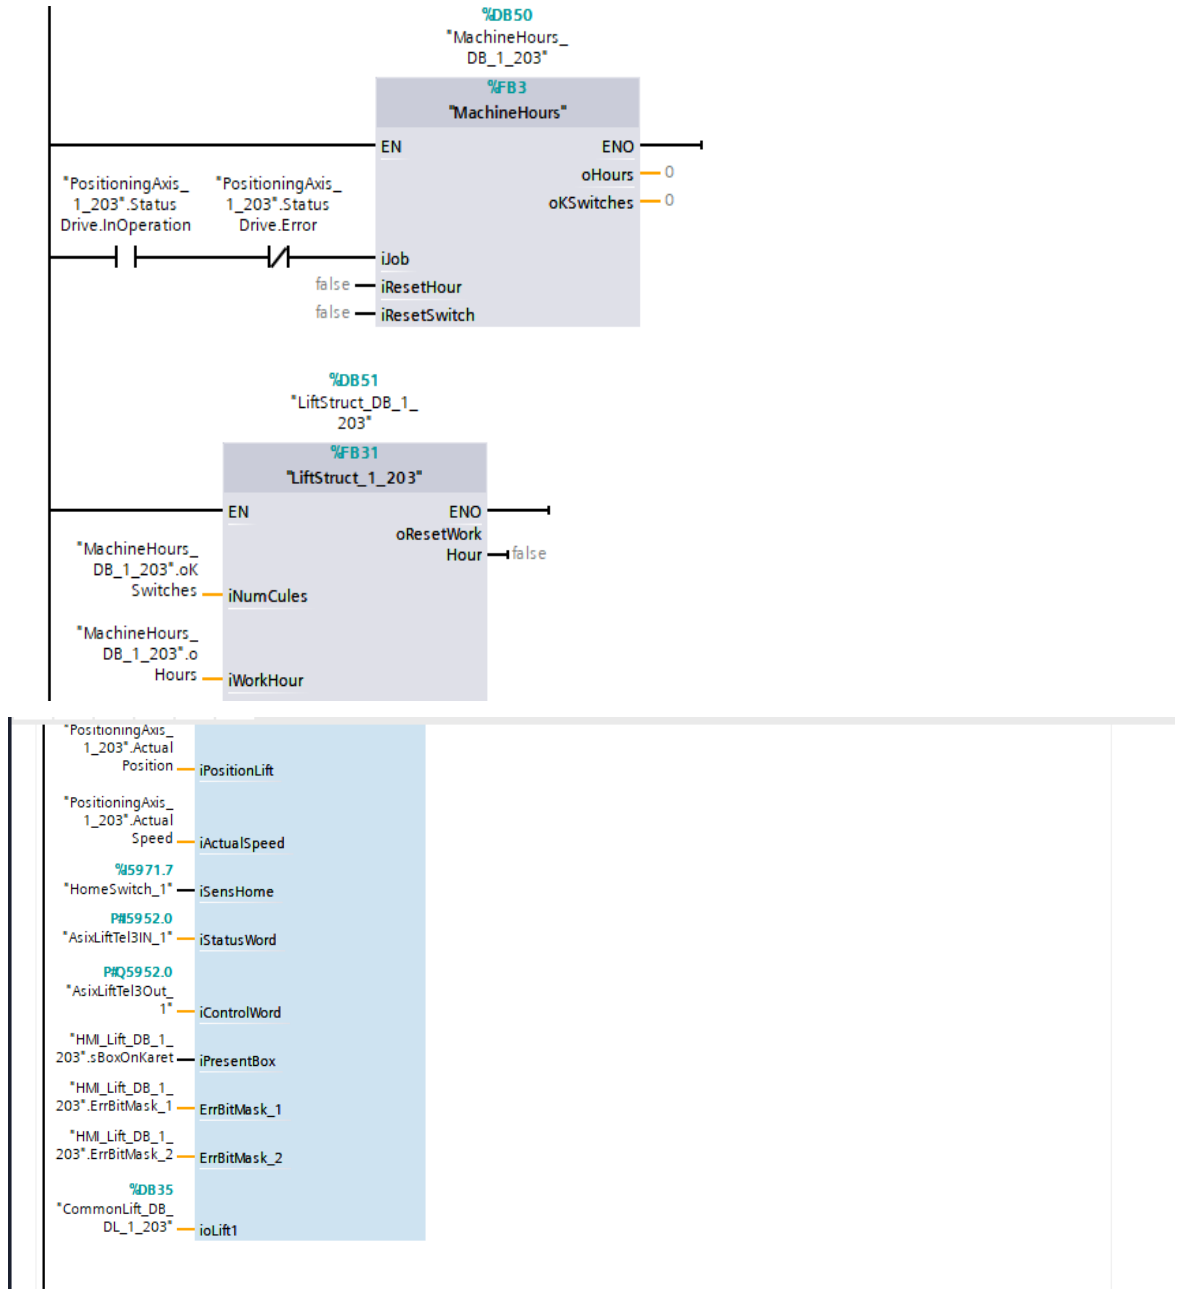 %DB50
"MachineHours_
DB_1_203"
%FB3
"MachineHours"
EN
ENO
oHours
0
oKSwitches
0
"PositioningAxis_
1_203".Status
Drive.InOperation
"PositioningAxis_
1_203".Status
Drive.Error
iJob
false
iResetHour
false
iResetSwitch
%DB51
"LiftStruct_DB_1_
203"
%FB31
"LiftStruct_1_203"
EN
ENO
oResetWork
Hour
false
"MachineHours_
DB_1_203".oK
Switches
iNumCules
"MachineHours_
DB_1_203".o
Hours
iWorkHour
"PositioningAxis_
1_203".Actual
Position
iPositionLift
"PositioningAxis_
1_203".Actual
Speed
iActualSpeed
%I5971.7
"HomeSwitch_1"
iSensHome
P#I5952.0
"AsixLiftTel3IN_1"
iStatusWord
P#Q5952.0
"AsixLiftTel3Out_
1"
iControlWord
"HMI_Lift_DB_1_
203".sBoxOnKaret
iPresentBox
"HMI_Lift_DB_1_
203".ErrBitMask_1
ErrBitMask_1
"HMI_Lift_DB_1_
203".ErrBitMask_2
ErrBitMask_2
%DB35
"CommonLift_DB_
DL_1_203"
ioLift1